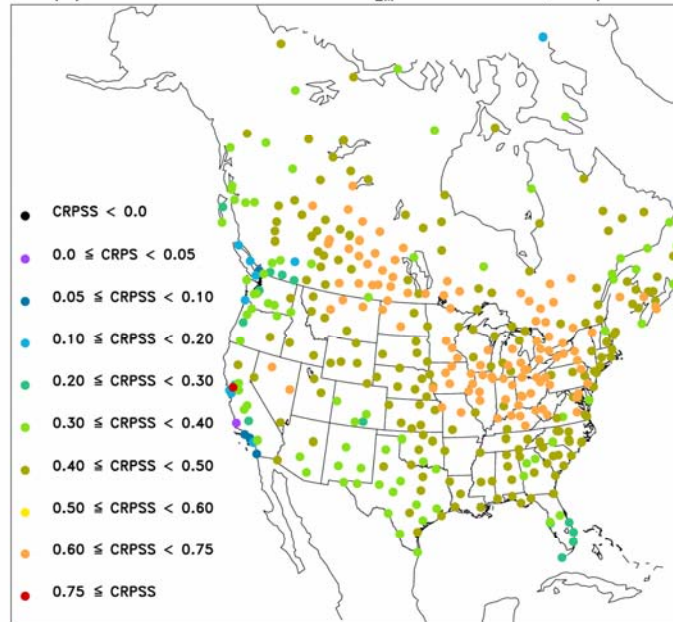 CRPSS < 0.0
0.0 ≦ CRPS < 0.05
0.05 ≦ CRPSS < 0.10
0.10 ≦ CRPSS < 0.20
0.20 ≦ CRPSS < 0.30
0.30 ≦ CRPSS < 0.40
0.40 ≦ CRPSS < 0.50
0.50 ≦ CRPSS < 0.60
0.60 ≦ CRPSS < 0.75
0.75 ≦ CRPSS